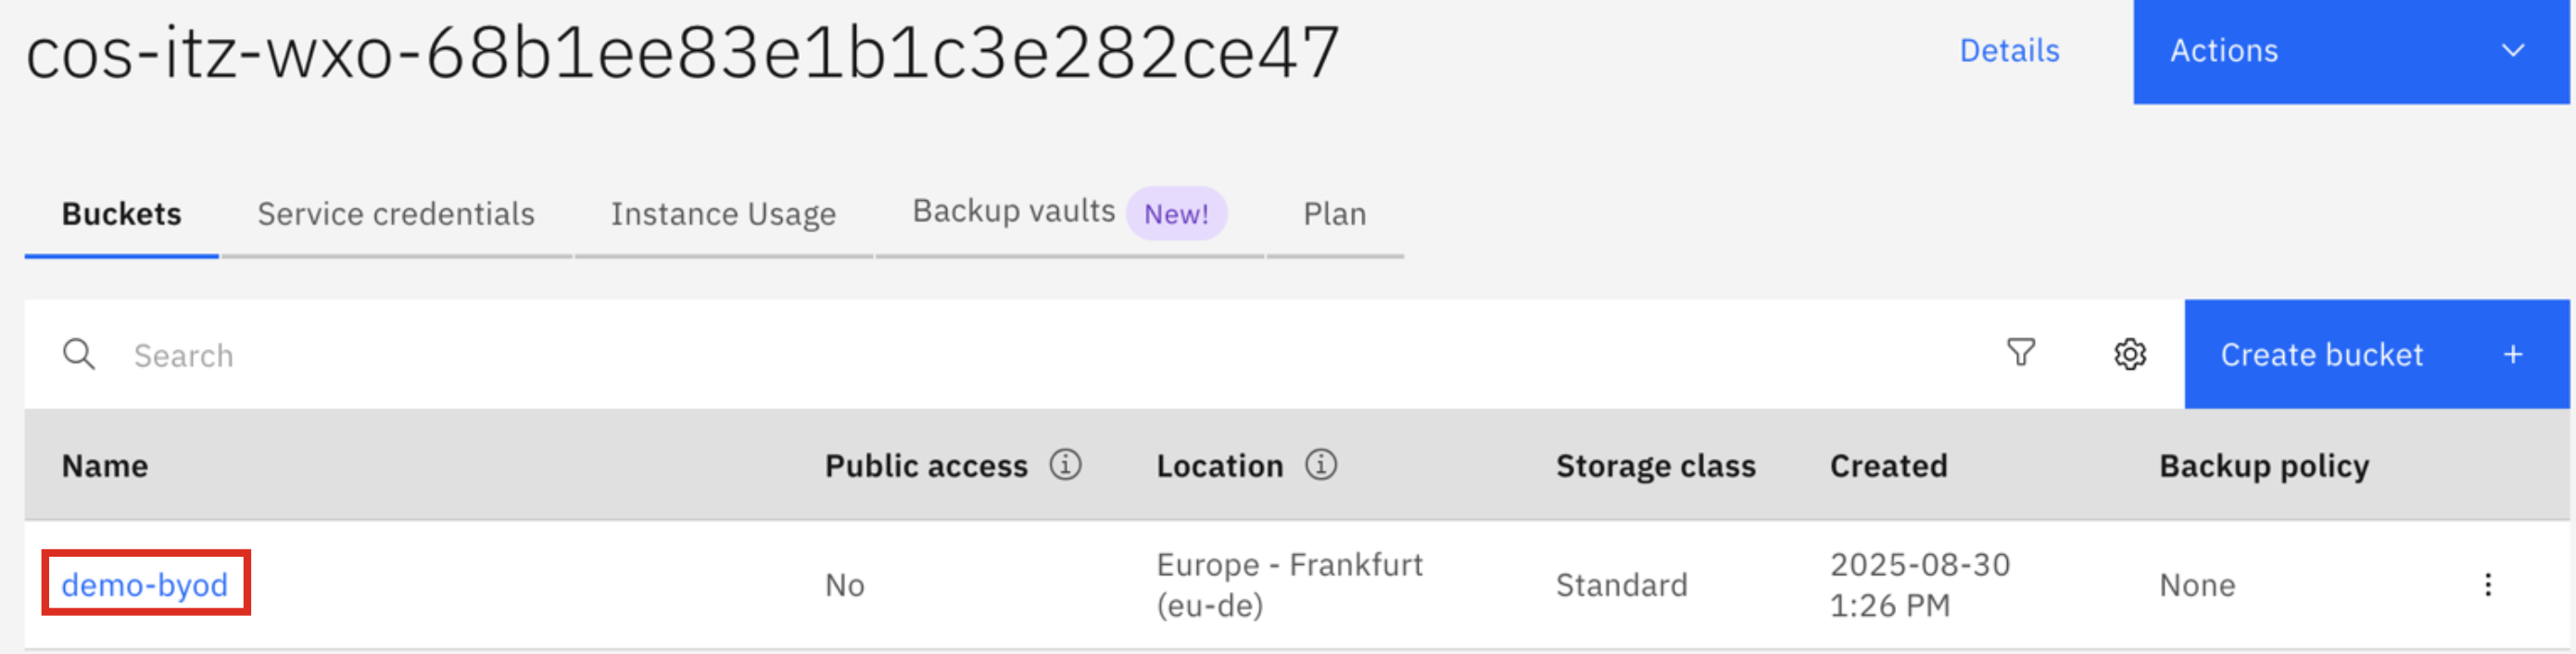 cos-itz-wxo-68b1ee83e1b1c3e282ce47
Details
Actions
Buckets
Service credentials
Instance Usage
Backup vaults
New!
Plan
Search
Create bucket +
Name
Public access
Location
Storage class
Created
Backup policy
demo-byod
No
Europe - Frankfurt
(eu-de)
Standard
2025-08-30
1:26 PM
None